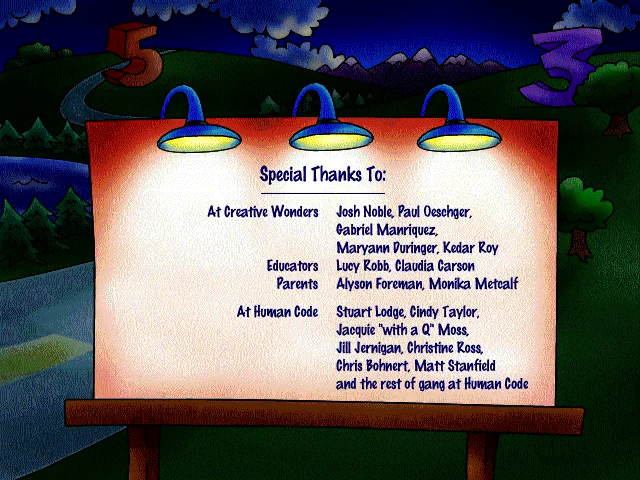 5
3
Special Thanks To:
At Creative Wonders Josh Noble, Paul Oeschger,
Gabriel Manriquez,
Maryann Duringer, Kedar Roy
Educators Lucy Robb, Claudia Carson
Parents Alyson Foreman, Monika Metcalf
At Human Code Stuart Lodge, Cindy Taylor,
Jacquie "with a Q" Moss,
Jill Jernigan, Christine Ross,
Chris Bohnert, Matt Stanfield
and the rest of gang at Human Code